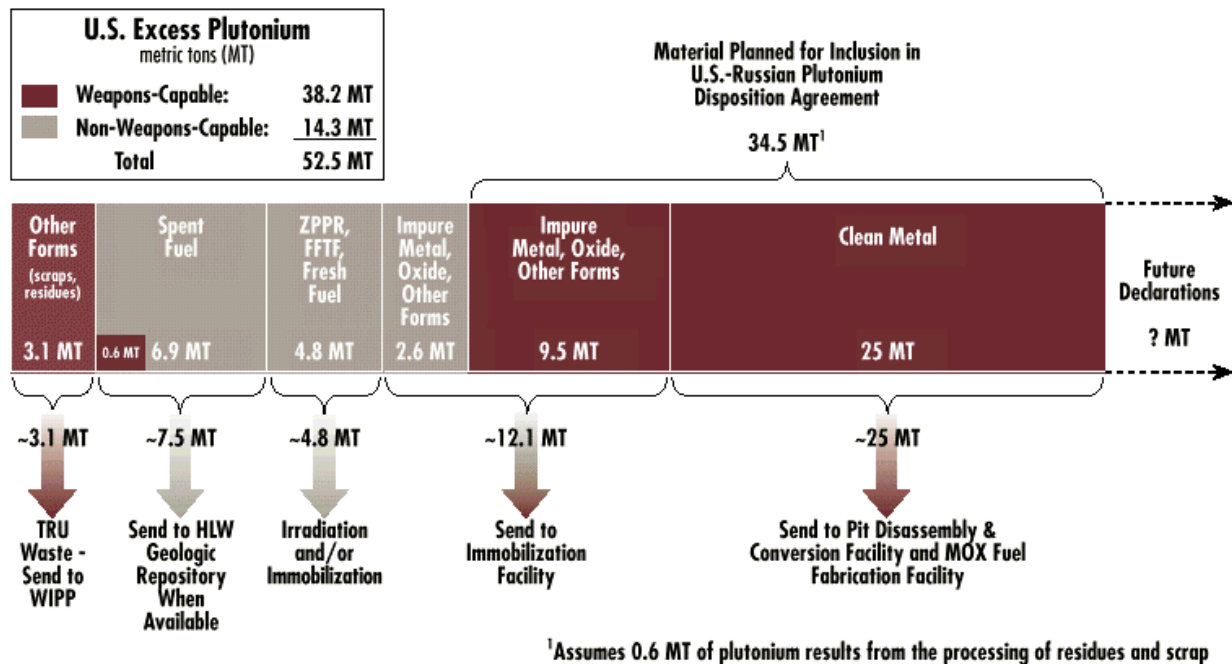 U.S. Excess Plutonium
metric tons (MT)
Weapons-Capable: 38.2 MT
Non-Weapons-Capable: 14.3 MT
Total 52.5 MT
Material Planned for Inclusion in
U.S.-Russian Plutonium
Disposition Agreement
34.5 MT¹
Other
Forms
(scraps,
residues)
3.1 MT
Spent
Fuel
0.6 MT
6.9 MT
ZPPR,
FFTF,
Fresh
Fuel
4.8 MT
Impure
Metal,
Oxide,
Other
Forms
2.6 MT
Impure
Metal, Oxide,
Other Forms
9.5 MT
Clean Metal
25 MT
Future
Declarations
? MT
~3.1 MT
~7.5 MT
~4.8 MT
~12.1 MT
~25 MT
TRU
Waste -
Send to
WIPP
Send to HLW
Geologic
Repository
When
Available
Irradiation
and/or
Immobilization
Send to
Immobilization
Facility
Send to Pit Disassembly &
Conversion Facility and MOX Fuel
Fabrication Facility
¹Assumes 0.6 MT of plutonium results from the processing of residues and scrap